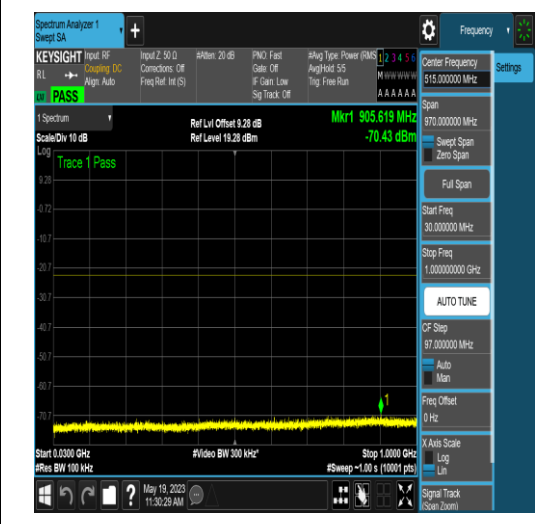 Spectrum Analyzer 1
Swept SA
Frequency
KEYSIGHT
RL
PASS
Input: RF
Coupling: DC
Align: Auto
Input Z: 50 Ω
Corrections: Off
Freq Ref: Int (S)
#Atten: 20 dB
PNO: Fast
Gate: Off
IF Gain: Low
Sig Track: Off
#Avg Type: Power (RMS
Avg|Hold: 5/5
Trig: Free Run
1 2 3 4 5 6
M w w w w w
A A A A A A
1 Spectrum
Scale/Div 10 dB
Ref Lvl Offset 9.28 dB
Ref Level 19.28 dBm
Mkr1 905.619 MHz
-70.43 dBm
Log
Trace 1 Pass
9.28
-0.72
-10.7
-20.7
-30.7
-40.7
-50.7
-60.7
-70.7
1
Start 0.0300 GHz
#Res BW 100 kHz
#Video BW 300 kHz*
Stop 1.0000 GHz
#Sweep ~1.00 s (10001 pts)
May 19, 2023
11:30:29 AM
Center Frequency
515.000000 MHz
Settings
Span
970.000000 MHz
Swept Span
Zero Span
Full Span
Start Freq
30.000000 MHz
Stop Freq
1.000000000 GHz
AUTO TUNE
CF Step
97.000000 MHz
Auto
Man
Freq Offset
0 Hz
X Axis Scale
Log
Lin
Signal Track
(Span Zoom)